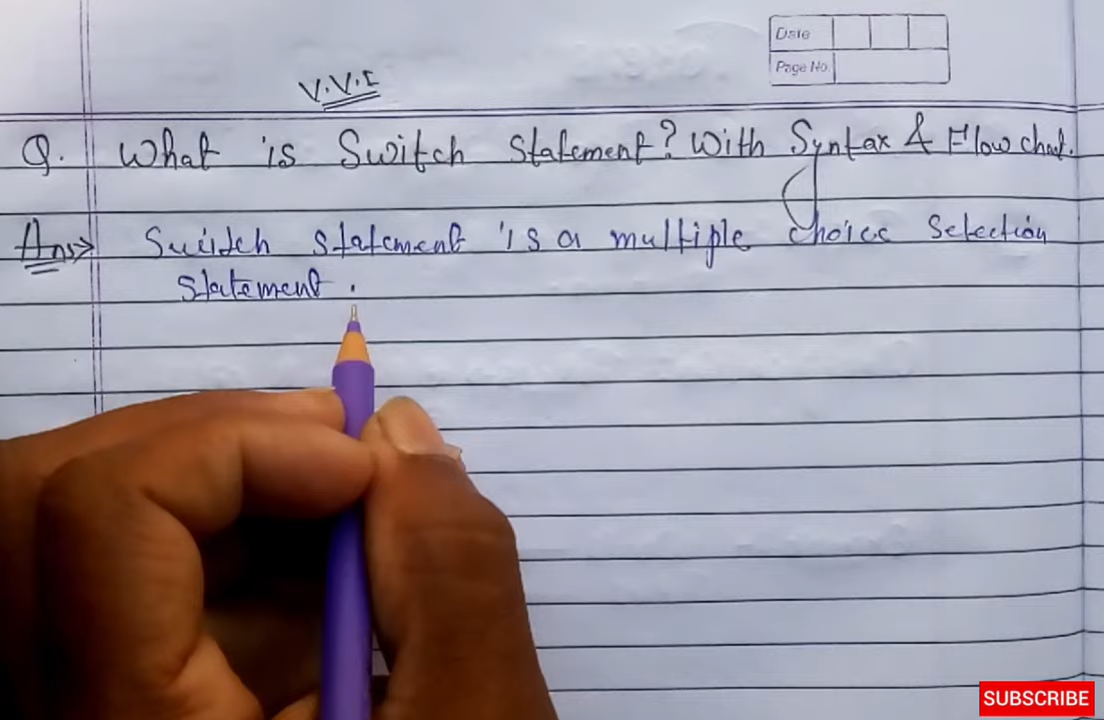 Date
Page No.
V.V.I
Q. What is Switch Statement? With Syntax & Flow chat.
Ans> Switch statement is a multiple choice Selection
statement .
SUBSCRIBE